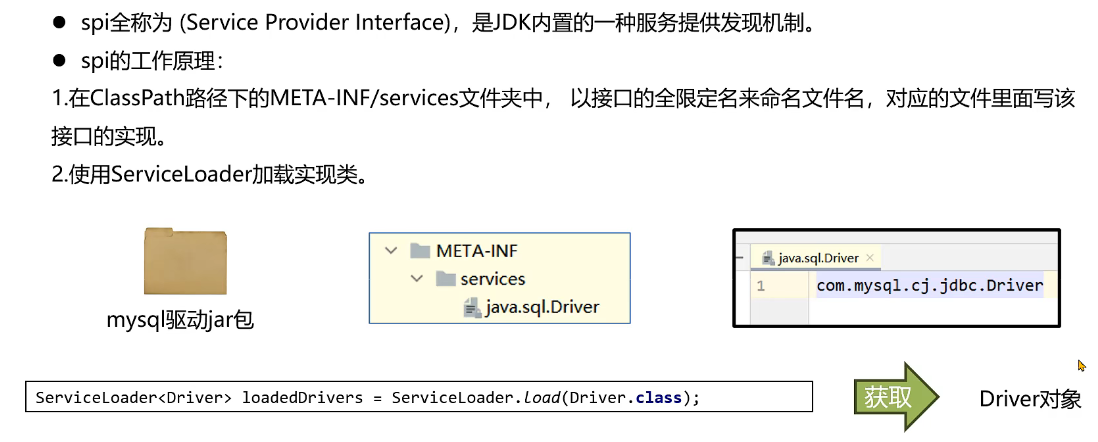 ● spi全称为 (Service Provider Interface)，是JDK内置的一种服务提供发现机制。
● spi的工作原理：
1.在ClassPath路径下的META-INF/services文件夹中， 以接口的全限定名来命名文件名，对应的文件里面写该
接口的实现。
2.使用ServiceLoader加载实现类。
mysql驱动jar包
META-INF
services
java.sql.Driver
java.sql.Driver ×
1 com.mysql.cj.jdbc.Driver
ServiceLoader<Driver> loadedDrivers = ServiceLoader.load(Driver.class);
获取
Driver对象